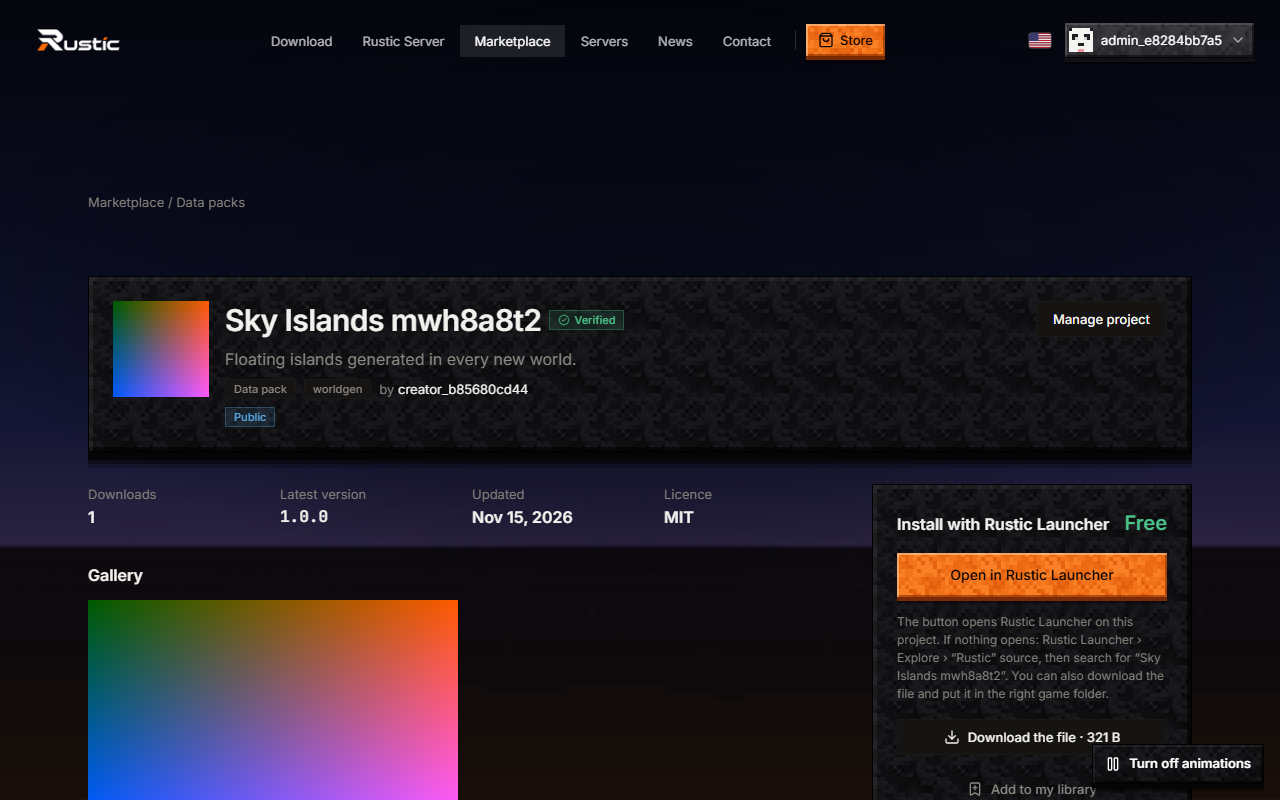 Rustic
Download Rustic Server Marketplace Servers News Contact Store admin_e8284bb7a5
Marketplace / Data packs
Sky Islands mwh8a8t2 Verified
Manage project
Floating islands generated in every new world.
Data pack worldgen by creator_b85680cd44
Public
Downloads Latest version Updated Licence
1 1.0.0 Nov 15, 2026 MIT
Gallery
Install with Rustic Launcher Free
Open in Rustic Launcher
The button opens Rustic Launcher on this
project. If nothing opens: Rustic Launcher ›
Explore › “Rustic” source, then search for “Sky
Islands mwh8a8t2”. You can also download the
file and put it in the right game folder.
Download the file · 321 B
Turn off animations
Add to my library